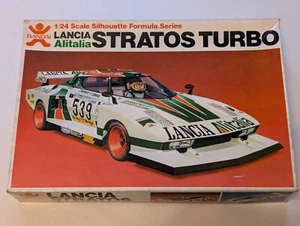 1:24 Scale Silhouette Formula Series
BANDAI
LANCIA
Alitalia
STRATOS TURBO
539
LANCIA Alitalia
LANCIA